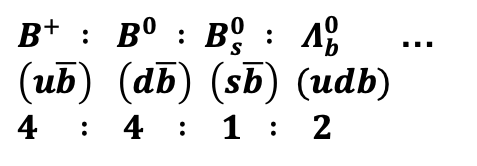 B⁺ : B⁰ : B⁰ₛ : Λ⁰_b ...
(ub̅) (db̅) (sb̅) (udb)
4 : 4 : 1 : 2